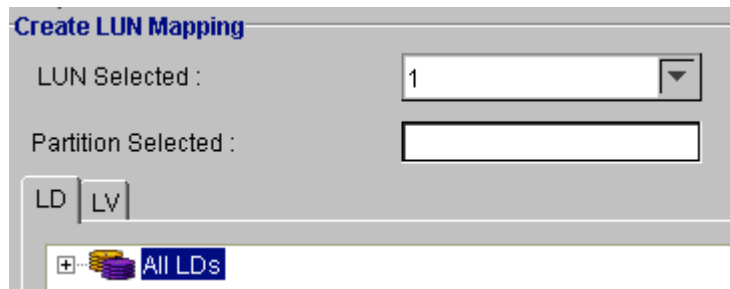 Create LUN Mapping
LUN Selected :
1
Partition Selected :
LD LV
All LDs